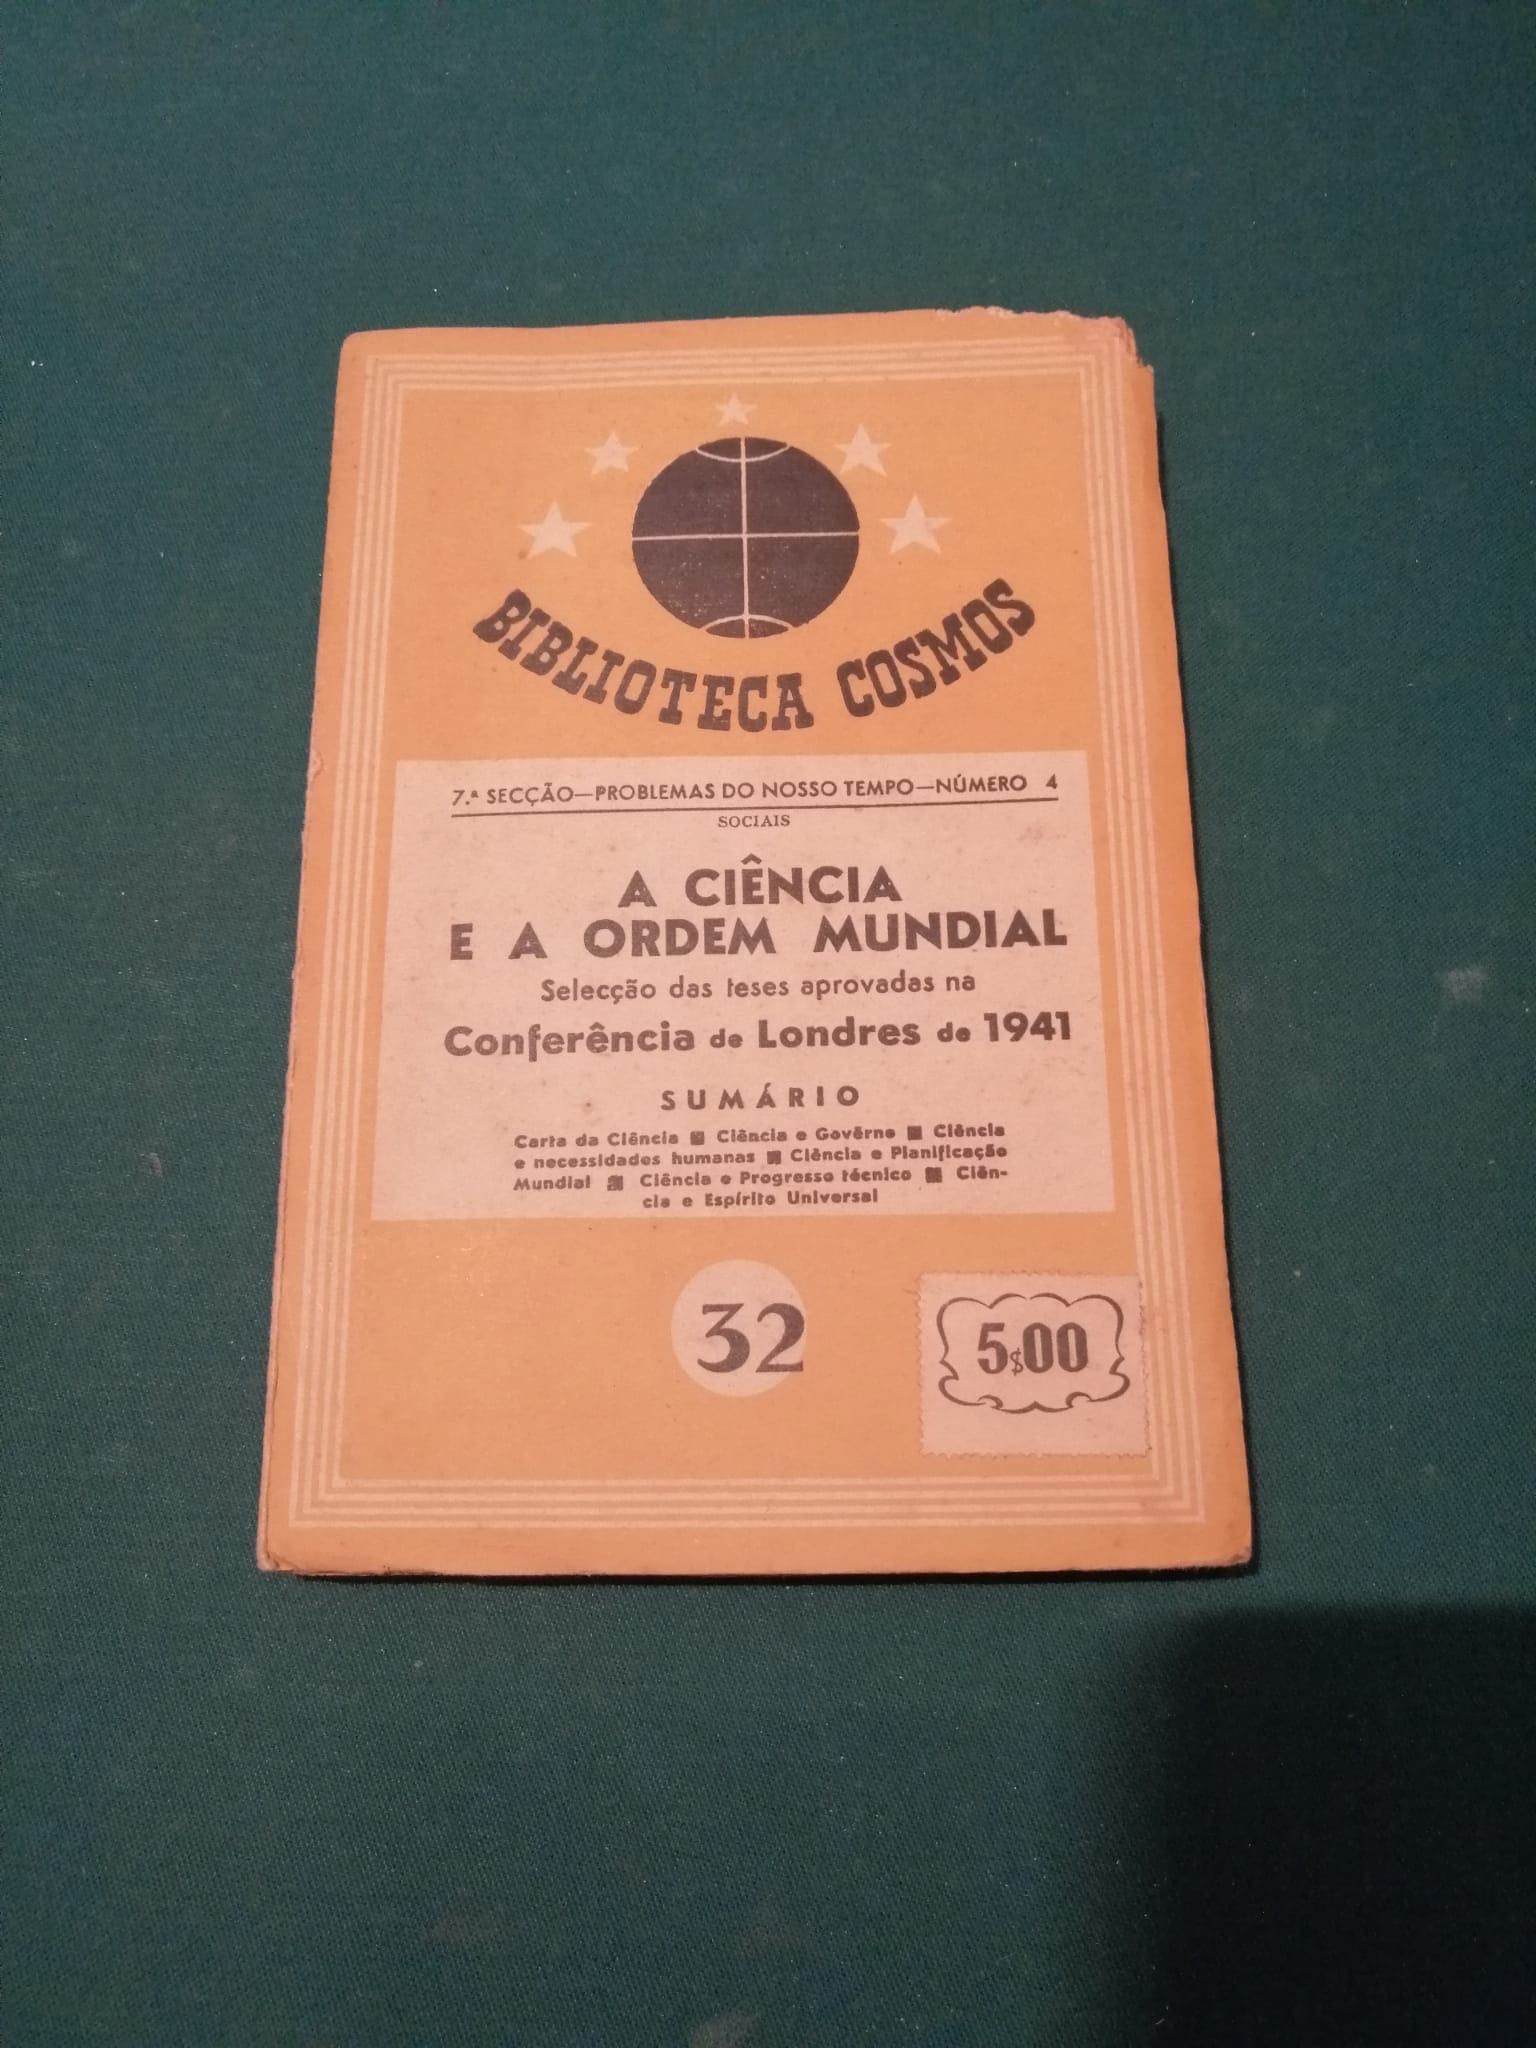 BIBLIOTECA COSMOS
7.ª SECÇÃO—PROBLEMAS DO NOSSO TEMPO—NÚMERO 4
SOCIAIS
A CIÊNCIA
E A ORDEM MUNDIAL
Selecção das teses aprovadas na
Conferência de Londres de 1941
SUMÁRIO
Carta da Ciência ■ Ciência e Govêrno ■ Ciência
e necessidades humanas ■ Ciência e Planificação
Mundial ■ Ciência e Progresso técnico ■ Ciên-
cia e Espírito Universal
32
5$00